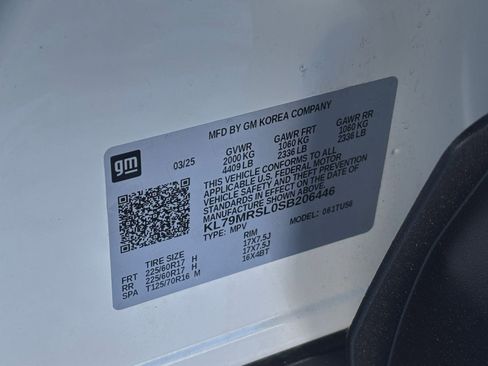 MFD BY GM KOREA COMPANY
gm
03/25
GVWR GAWR FRT GAWR RR
2000 KG 1060 KG 1060 KG
4409 LB 2336 LB 2336 LB
THIS VEHICLE CONFORMS TO ALL
APPLICABLE U.S. FEDERAL MOTOR
VEHICLE SAFETY AND THEFT PREVENTION
STANDARDS IN EFFECT ON THE DATE OF
MANUFACTURE SHOWN ABOVE.
KL79MRSL0SB206446
TYPE: MPV MODEL: 061TUS6
TIRE SIZE RIM
FRT 225/60R17 H 17X7.5J
RR 225/60R17 H 17X7.5J
SPA T125/70R16 M 16X4BT